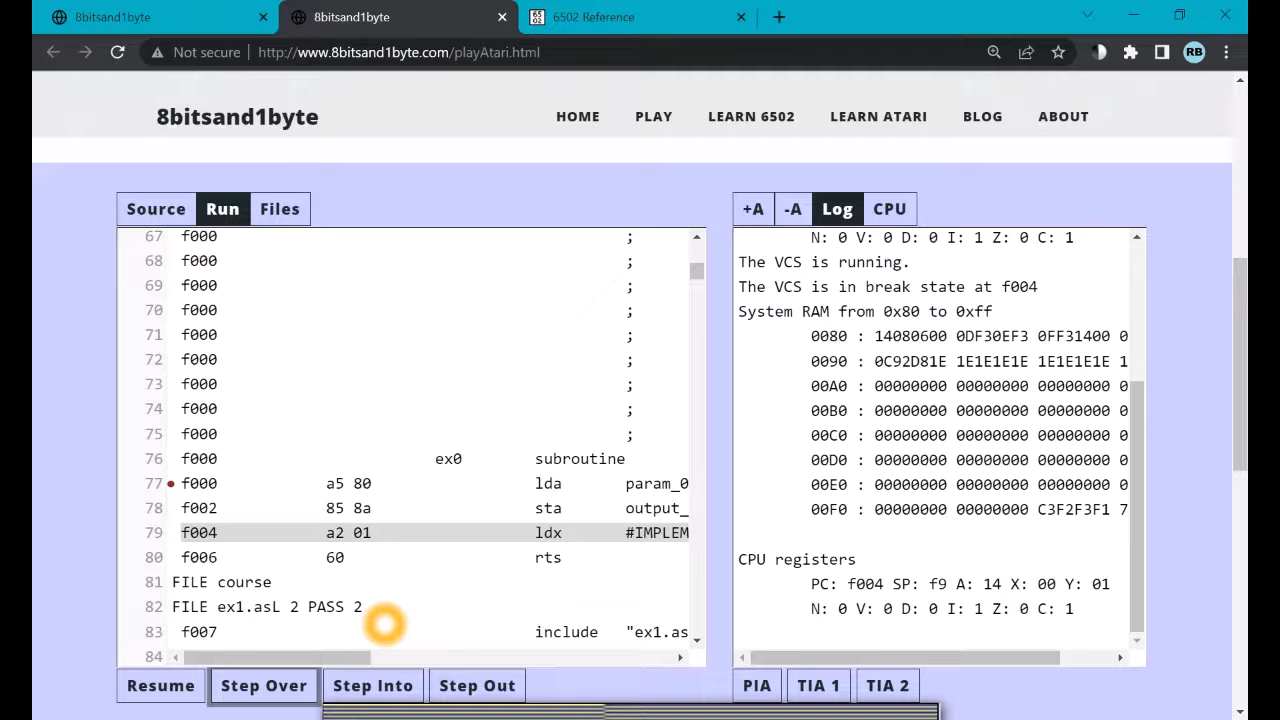 8bitsand1byte
8bitsand1byte
6502 Reference
65 02
Not secure
http://www.8bitsand1byte.com/playAtari.html
RB
8bitsand1byte
HOME PLAY LEARN 6502 LEARN ATARI BLOG ABOUT
Source Run Files
67 f000 ;
68 f000 ;
69 f000 ;
70 f000 ;
71 f000 ;
72 f000 ;
73 f000 ;
74 f000 ;
75 f000 ;
76 f000 ex0 subroutine
77 f000 a5 80 lda param_0
78 f002 85 8a sta output_
79 f004 a2 01 ldx #IMPLEM
80 f006 60 rts
81 FILE course
82 FILE ex1.asL 2 PASS 2
83 f007 include "ex1.as
84
Resume Step Over Step Into Step Out
+A -A Log CPU
N: 0 V: 0 D: 0 I: 1 Z: 0 C: 1
The VCS is running.
The VCS is in break state at f004
System RAM from 0x80 to 0xff
0080 : 14080600 0DF30EF3 0FF31400 0
0090 : 0C92D81E 1E1E1E1E 1E1E1E1E 1
00A0 : 00000000 00000000 00000000 0
00B0 : 00000000 00000000 00000000 0
00C0 : 00000000 00000000 00000000 0
00D0 : 00000000 00000000 00000000 0
00E0 : 00000000 00000000 00000000 0
00F0 : 00000000 00000000 C3F2F3F1 7
CPU registers
PC: f004 SP: f9 A: 14 X: 00 Y: 01
N: 0 V: 0 D: 0 I: 1 Z: 0 C: 1
PIA TIA 1 TIA 2